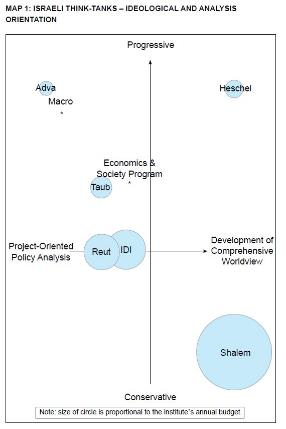 MAP 1: ISRAELI THINK-TANKS – IDEOLOGICAL AND ANALYSIS
ORIENTATION
Progressive
Adva
Heschel
Macro
Economics &
Society Program
Taub
Project-Oriented
Policy Analysis
Reut
IDI
Development of
Comprehensive
Worldview
Shalem
Conservative
Note: size of circle is proportional to the institute's annual budget